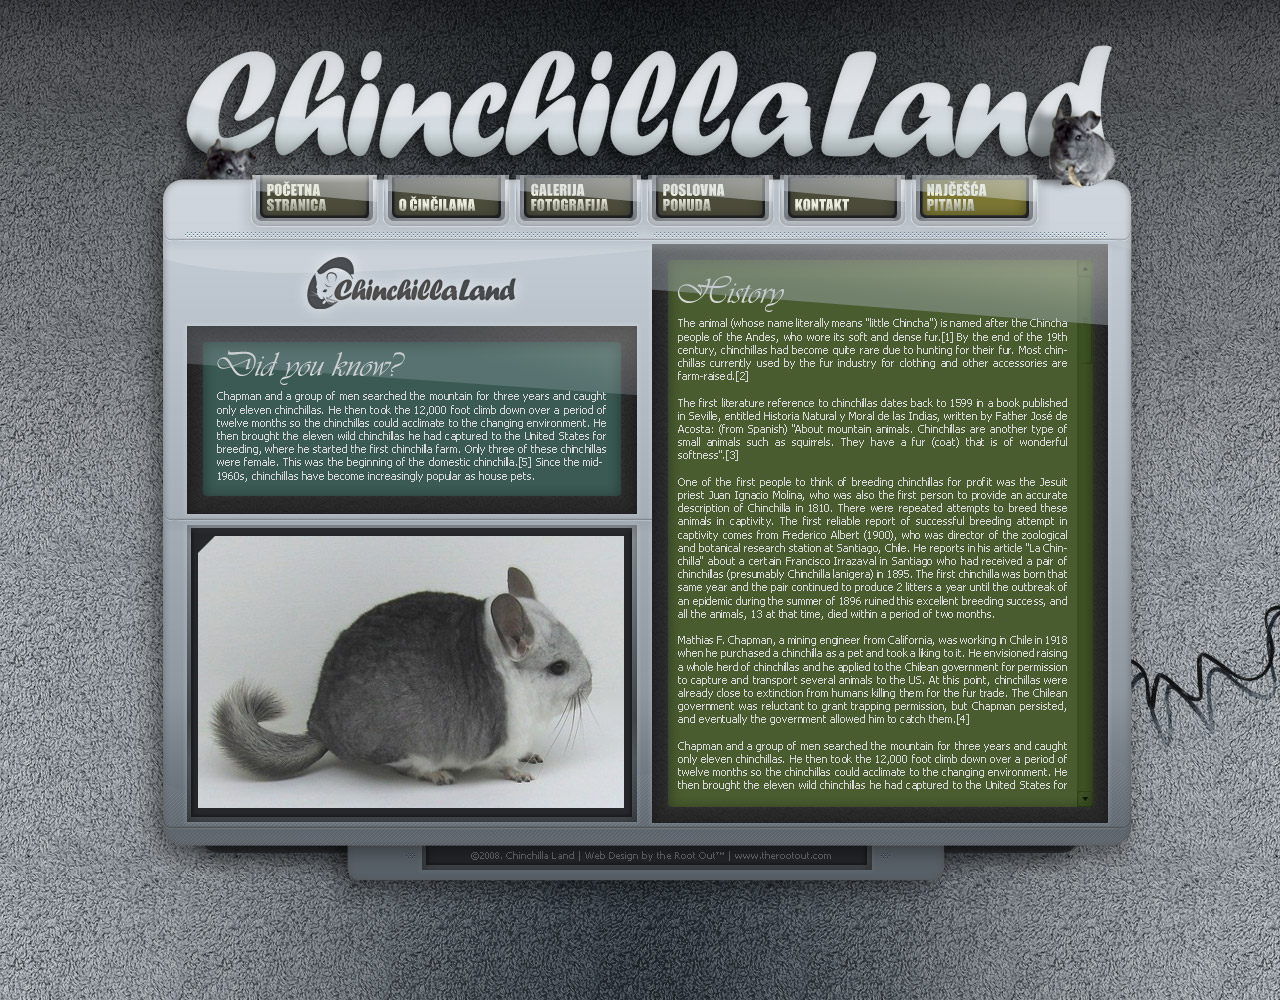 ChinchillaLand
POČETNA
STRANICA
O ČINČILAMA
GALERIJA
FOTOGRAFIJA
POSLOVNA
PONUDA
KONTAKT
NAJČEŠĆA
PITANJA
ChinchillaLand
Did you know?
Chapman and a group of men searched the mountain for three years and caught
only eleven chinchillas. He then took the 12,000 foot climb down over a period of
twelve months so the chinchillas could acclimate to the changing environment. He
then brought the eleven wild chinchillas he had captured to the United States for
breeding, where he started the first chinchilla farm. Only three of these chinchillas
were female. This was the beginning of the domestic chinchilla.[5] Since the mid-
1960s, chinchillas have become increasingly popular as house pets.
History
The animal (whose name literally means "little Chincha") is named after the Chincha
people of the Andes, who wore its soft and dense fur.[1] By the end of the 19th
century, chinchillas had become quite rare due to hunting for their fur. Most chin-
chillas currently used by the fur industry for clothing and other accessories are
farm-raised.[2]
The first literature reference to chinchillas dates back to 1599 in a book published
in Seville, entitled Historia Natural y Moral de las Indias, written by Father José de
Acosta: (from Spanish) "About mountain animals. Chinchillas are another type of
small animals such as squirrels. They have a fur (coat) that is of wonderful
softness".[3]
One of the first people to think of breeding chinchillas for profit was the Jesuit
priest Juan Ignacio Molina, who was also the first person to provide an accurate
description of Chinchilla in 1810. There were repeated attempts to breed these
animals in captivity. The first reliable report of successful breeding attempt in
captivity comes from Frederico Albert (1900), who was director of the zoological
and botanical research station at Santiago, Chile. He reports in his article "La Chin-
chilla" about a certain Francisco Irrazaval in Santiago who had received a pair of
chinchillas (presumably Chinchilla lanigera) in 1895. The first chinchilla was born that
same year and the pair continued to produce 2 litters a year until the outbreak of
an epidemic during the summer of 1896 ruined this excellent breeding success, and
all the animals, 13 at that time, died within a period of two months.
Mathias F. Chapman, a mining engineer from California, was working in Chile in 1918
when he purchased a chinchilla as a pet and took a liking to it. He envisioned raising
a whole herd of chinchillas and he applied to the Chilean government for permission
to capture and transport several animals to the US. At this point, chinchillas were
already close to extinction from humans killing them for the fur trade. The Chilean
government was reluctant to grant trapping permission, but Chapman persisted,
and eventually the government allowed him to catch them.[4]
Chapman and a group of men searched the mountain for three years and caught
only eleven chinchillas. He then took the 12,000 foot climb down over a period of
twelve months so the chinchillas could acclimate to the changing environment. He
then brought the eleven wild chinchillas he had captured to the United States for
©2008. Chinchilla Land | Web Design by the Root Out™ | www.therootout.com